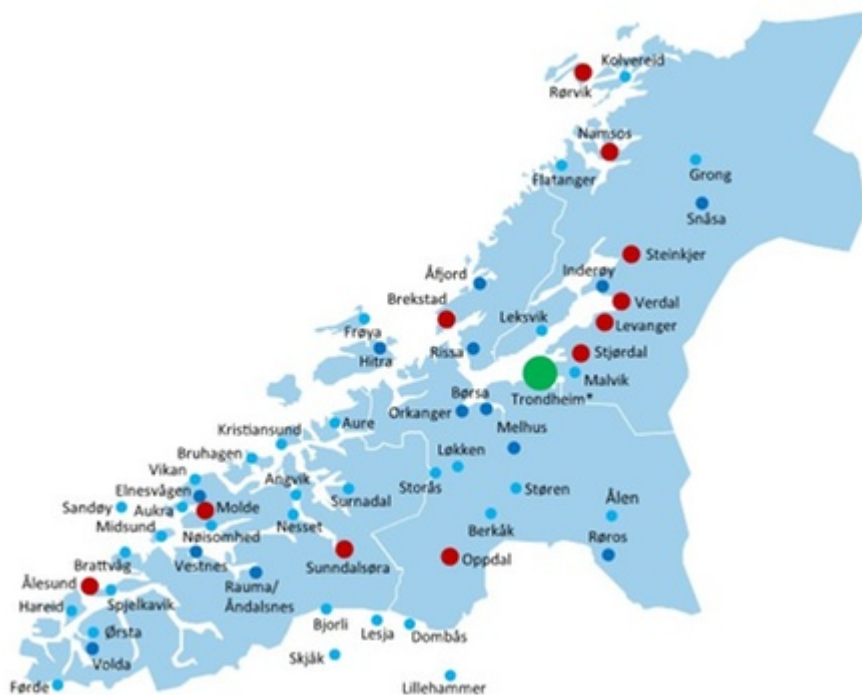 Kolvereid
Rørvik
Namsos
Flatanger
Grong
Snåsa
Steinkjer
Inderøy
Åfjord
Verdal
Brekstad
Leksvik
Levanger
Frøya
Hitra
Rissa
Stjørdal
Malvik
Trondheim*
Børsa
Orkanger
Melhus
Aure
Kristiansund
Bruhagen
Løkken
Vikan
Angvik
Storås
Elnesvågen
Surnadal
Støren
Sandøy
Aukra
Molde
Ålen
Midsund
Nesset
Berkåk
Nøisomhed
Røros
Brattvåg
Vestnes
Sunndalsøra
Oppdal
Ålesund
Rauma/
Åndalsnes
Spjelkavik
Hareid
Bjorli
Lesja
Dombås
Ørsta
Skjåk
Volda
Førde
Lillehammer